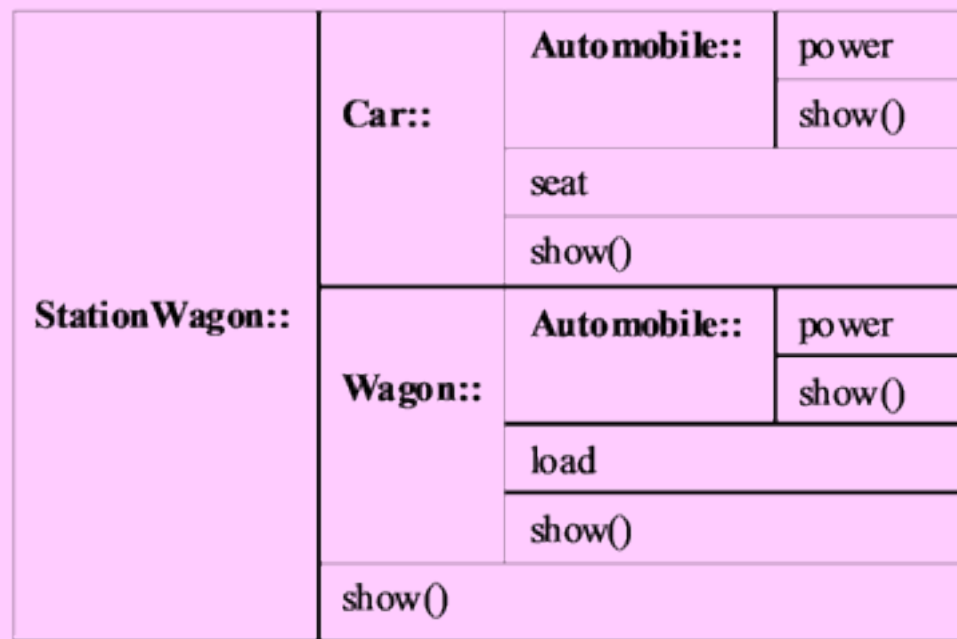 Automobile:: power
Car:: show()
seat
show()
StationWagon:: Automobile:: power
Wagon:: show()
load
show()
show()